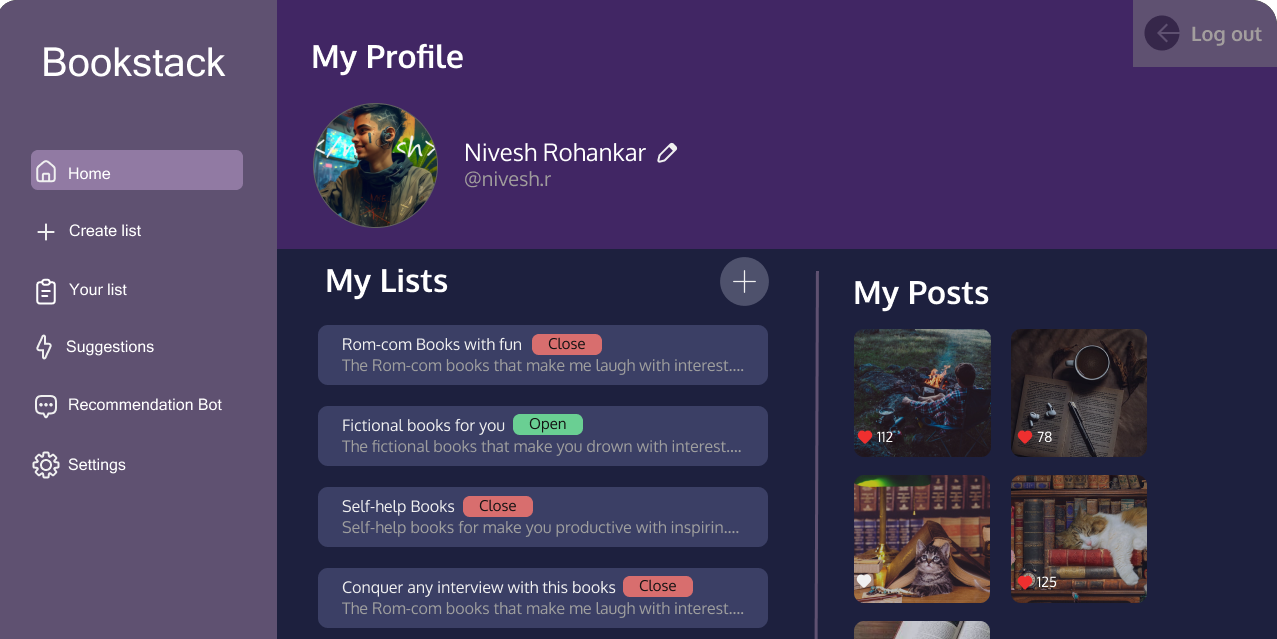 Bookstack
Home
Create list
Your list
Suggestions
Recommendation Bot
Settings
My Profile
Log out
Nivesh Rohankar
@nivesh.r
My Lists
Rom-com Books with fun Close
The Rom-com books that make me laugh with interest....
Fictional books for you Open
The fictional books that make you drown with interest....
Self-help Books Close
Self-help books for make you productive with inspirin....
Conquer any interview with this books Close
The Rom-com books that make me laugh with interest....
My Posts
112
78
125